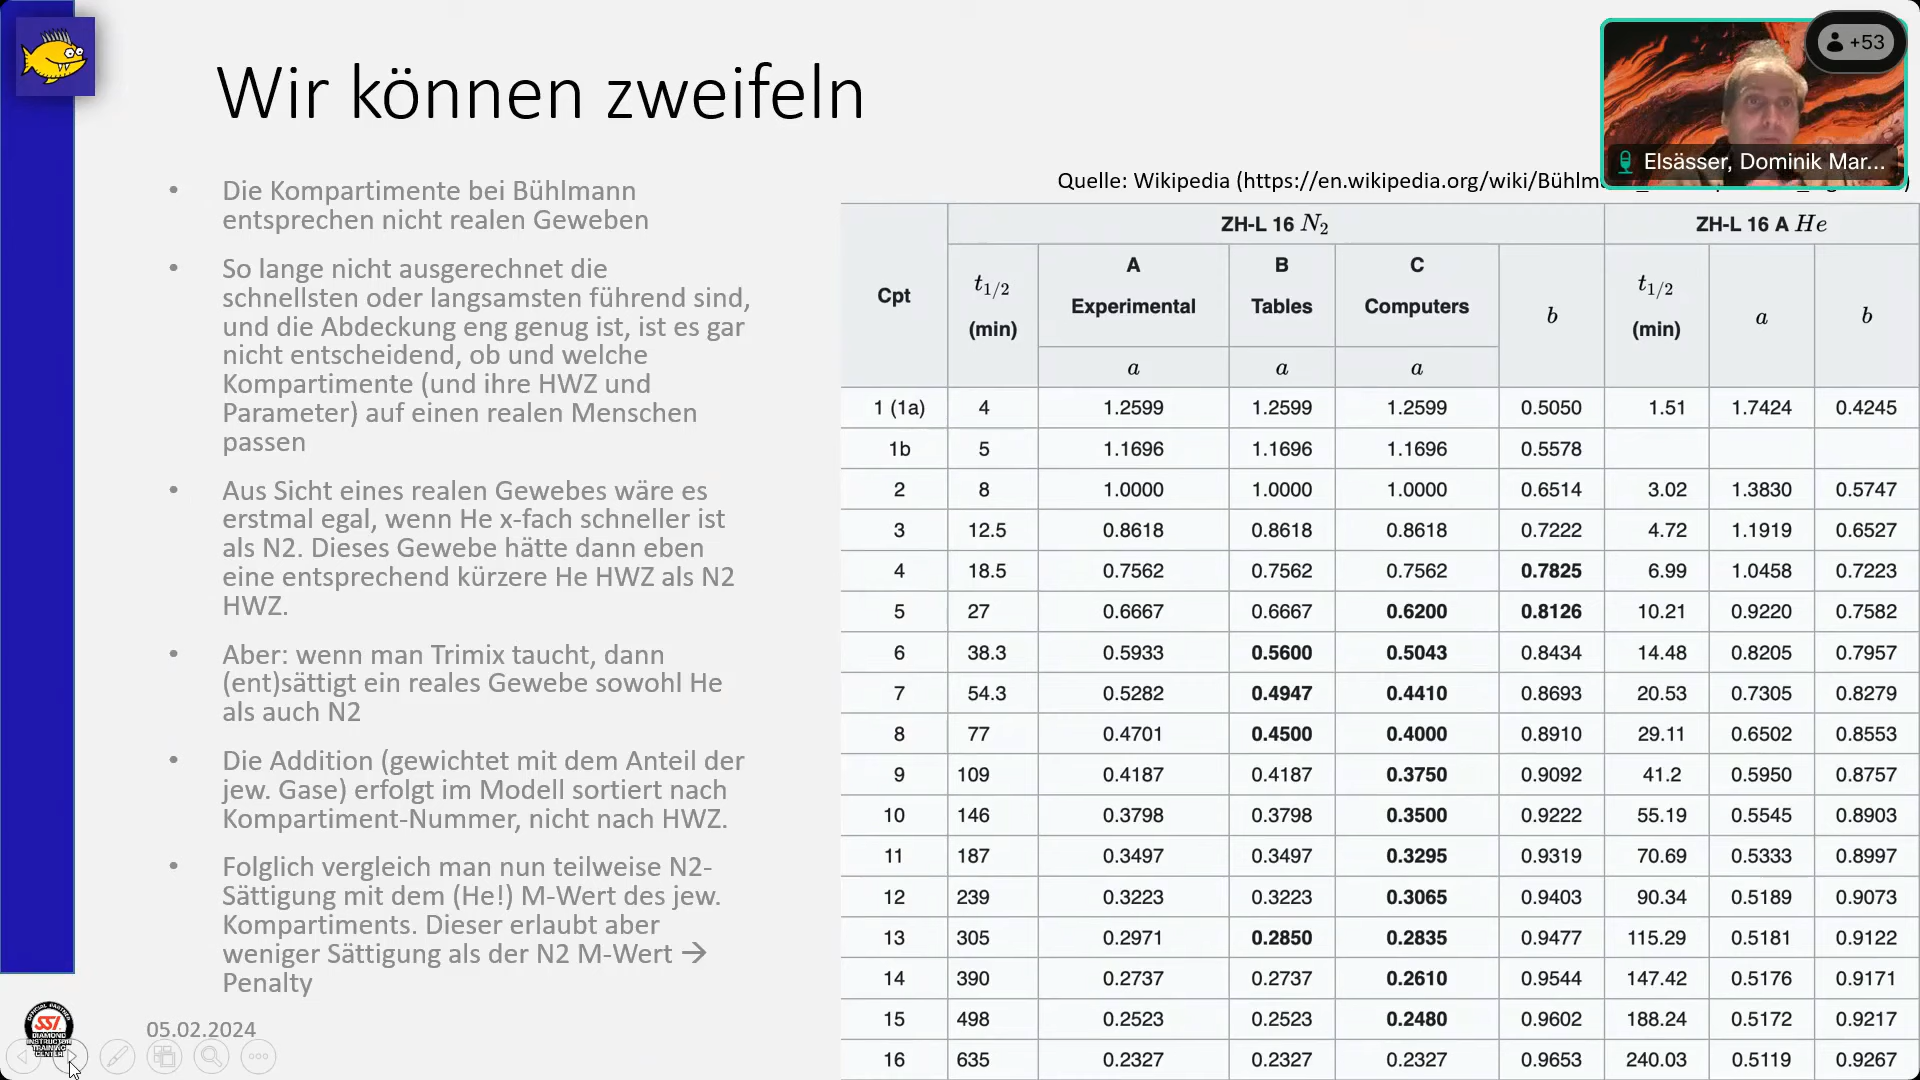 Wir können zweifeln
+53
Elsässer, Dominik Mar...
• Die Kompartimente bei Bühlmann
entsprechen nicht realen Geweben
• So lange nicht ausgerechnet die
schnellsten oder langsamsten führend sind,
und die Abdeckung eng genug ist, ist es gar
nicht entscheidend, ob und welche
Kompartimente (und ihre HWZ und
Parameter) auf einen realen Menschen
passen
• Aus Sicht eines realen Gewebes wäre es
erstmal egal, wenn He x-fach schneller ist
als N2. Dieses Gewebe hätte dann eben
eine entsprechend kürzere He HWZ als N2
HWZ.
• Aber: wenn man Trimix taucht, dann
(ent)sättigt ein reales Gewebe sowohl He
als auch N2
• Die Addition (gewichtet mit dem Anteil der
jew. Gase) erfolgt im Modell sortiert nach
Kompartiment-Nummer, nicht nach HWZ.
• Folglich vergleich man nun teilweise N2-
Sättigung mit dem (He!) M-Wert des jew.
Kompartiments. Dieser erlaubt aber
weniger Sättigung als der N2 M-Wert →
Penalty
Quelle: Wikipedia (https://en.wikipedia.org/wiki/Bühlm
ZH-L 16 N₂ ZH-L 16 A He
Cpt t1/2 (min) A Experimental a B Tables a C Computers a b t1/2 (min) a b
1 (1a) 4 1.2599 1.2599 1.2599 0.5050 1.51 1.7424 0.4245
1b 5 1.1696 1.1696 1.1696 0.5578
2 8 1.0000 1.0000 1.0000 0.6514 3.02 1.3830 0.5747
3 12.5 0.8618 0.8618 0.8618 0.7222 4.72 1.1919 0.6527
4 18.5 0.7562 0.7562 0.7562 0.7825 6.99 1.0458 0.7223
5 27 0.6667 0.6667 0.6200 0.8126 10.21 0.9220 0.7582
6 38.3 0.5933 0.5600 0.5043 0.8434 14.48 0.8205 0.7957
7 54.3 0.5282 0.4947 0.4410 0.8693 20.53 0.7305 0.8279
8 77 0.4701 0.4500 0.4000 0.8910 29.11 0.6502 0.8553
9 109 0.4187 0.4187 0.3750 0.9092 41.2 0.5950 0.8757
10 146 0.3798 0.3798 0.3500 0.9222 55.19 0.5545 0.8903
11 187 0.3497 0.3497 0.3295 0.9319 70.69 0.5333 0.8997
12 239 0.3223 0.3223 0.3065 0.9403 90.34 0.5189 0.9073
13 305 0.2971 0.2850 0.2835 0.9477 115.29 0.5181 0.9122
14 390 0.2737 0.2737 0.2610 0.9544 147.42 0.5176 0.9171
15 498 0.2523 0.2523 0.2480 0.9602 188.24 0.5172 0.9217
16 635 0.2327 0.2327 0.2327 0.9653 240.03 0.5119 0.9267
SSI
DIAMOND
INSTRUCTOR
TRAINING
CENTER
05.02.2024